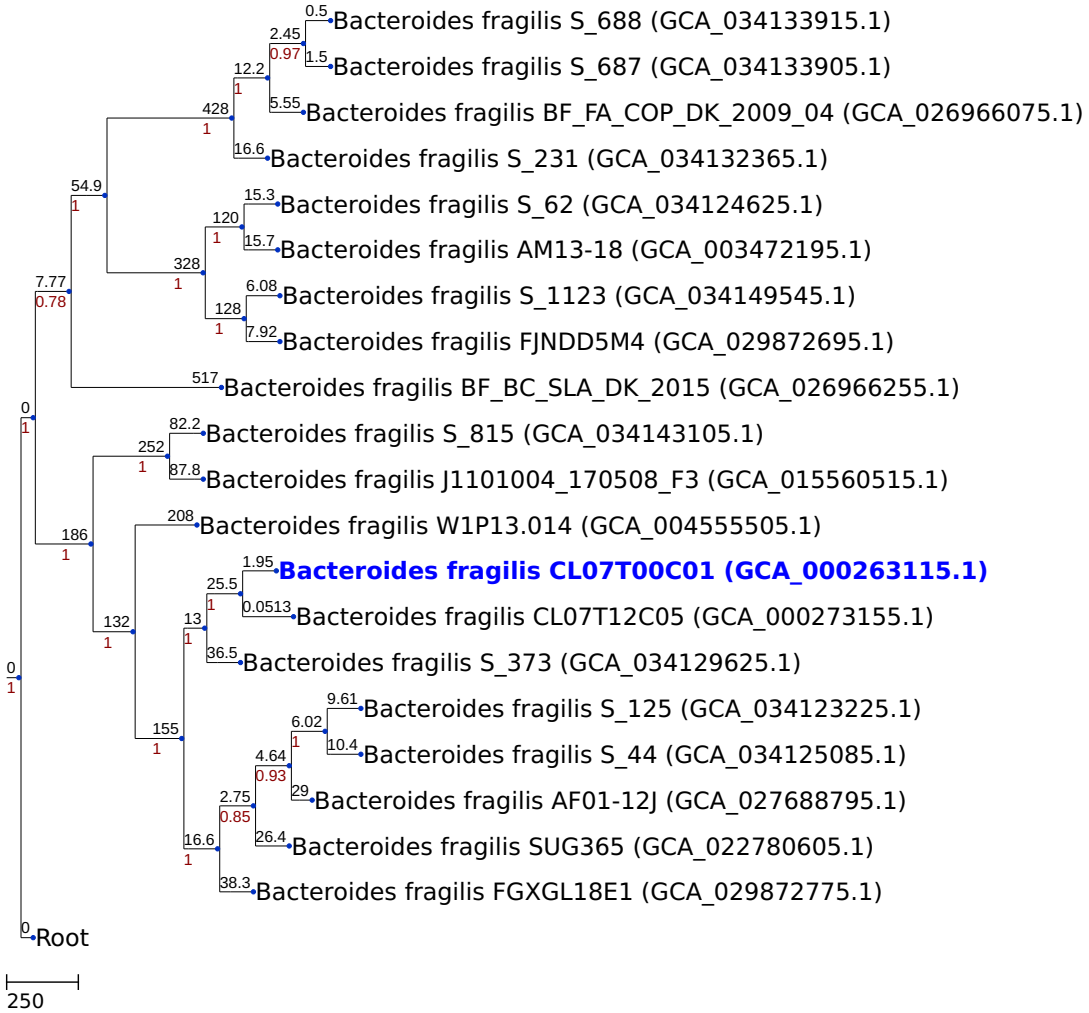 0.5
Bacteroides fragilis S_688 (GCA_034133915.1)
2.45
0.97
1.5
Bacteroides fragilis S_687 (GCA_034133905.1)
12.2
1
5.55
Bacteroides fragilis BF_FA_COP_DK_2009_04 (GCA_026966075.1)
428
1
16.6
Bacteroides fragilis S_231 (GCA_034132365.1)
54.9
1
15.3
Bacteroides fragilis S_62 (GCA_034124625.1)
120
1
15.7
Bacteroides fragilis AM13-18 (GCA_003472195.1)
328
1
6.08
Bacteroides fragilis S_1123 (GCA_034149545.1)
7.77
0.78
128
1
7.92
Bacteroides fragilis FJNDD5M4 (GCA_029872695.1)
517
Bacteroides fragilis BF_BC_SLA_DK_2015 (GCA_026966255.1)
0
1
82.2
Bacteroides fragilis S_815 (GCA_034143105.1)
252
1
87.8
Bacteroides fragilis J1101004_170508_F3 (GCA_015560515.1)
208
Bacteroides fragilis W1P13.014 (GCA_004555505.1)
186
1
1.95
Bacteroides fragilis CL07T00C01 (GCA_000263115.1)
25.5
1
0.0513
Bacteroides fragilis CL07T12C05 (GCA_000273155.1)
132
1
13
1
36.5
Bacteroides fragilis S_373 (GCA_034129625.1)
0
1
9.61
Bacteroides fragilis S_125 (GCA_034123225.1)
6.02
1
155
1
10.4
Bacteroides fragilis S_44 (GCA_034125085.1)
4.64
0.93
29
Bacteroides fragilis AF01-12J (GCA_027688795.1)
2.75
0.85
26.4
Bacteroides fragilis SUG365 (GCA_022780605.1)
16.6
1
38.3
Bacteroides fragilis FGXGL18E1 (GCA_029872775.1)
0
Root
250